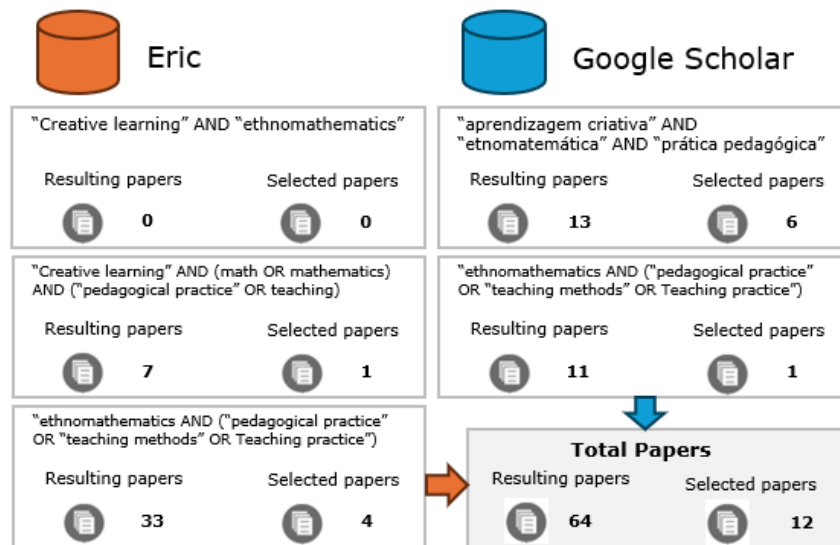 Eric
“Creative learning” AND “ethnomathematics”
Resulting papers
Selected papers
0
0
“Creative learning” AND (math OR mathematics)
AND (“pedagogical practice” OR teaching)
Resulting papers
Selected papers
7
1
“ethnomathematics AND (“pedagogical practice”
OR “teaching methods” OR Teaching practice”)
Resulting papers
Selected papers
33
4
Google Scholar
“aprendizagem criativa” AND
“etnomatemática” AND “prática pedagógica”
Resulting papers
Selected papers
13
6
“ethnomathematics AND (“pedagogical practice”
OR “teaching methods” OR Teaching practice”)
Resulting papers
Selected papers
11
1
Total Papers
Resulting papers
Selected papers
64
12